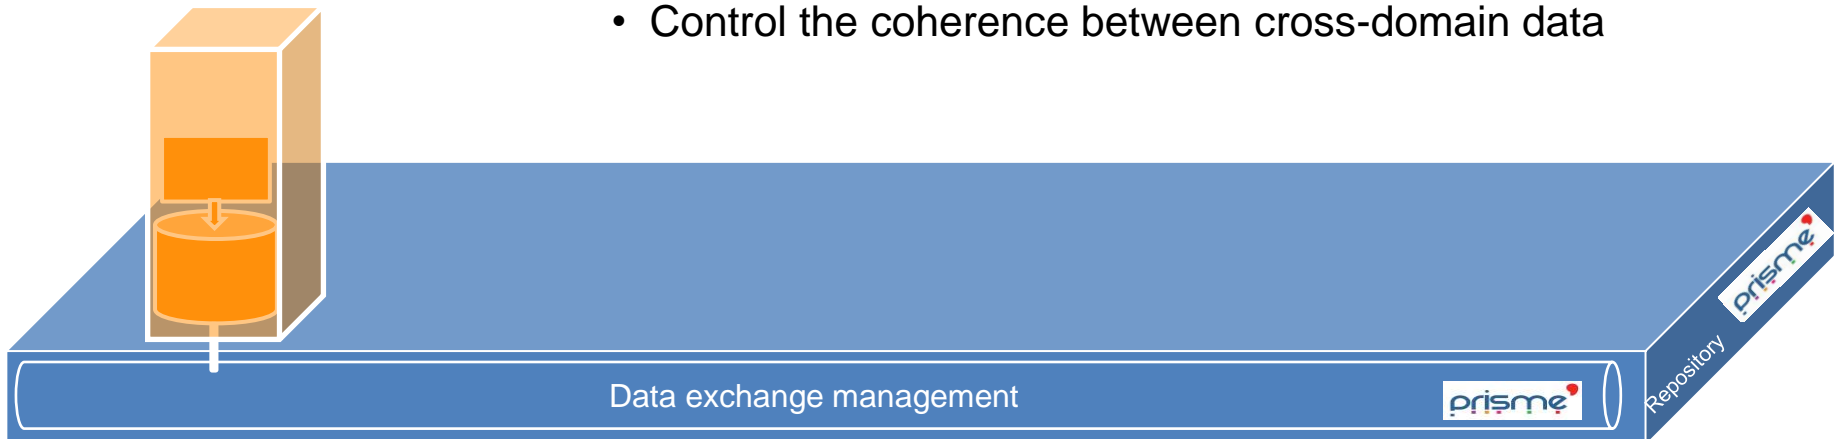 • Control the coherence between cross-domain data
prisme
Repository
Data exchange management
prisme